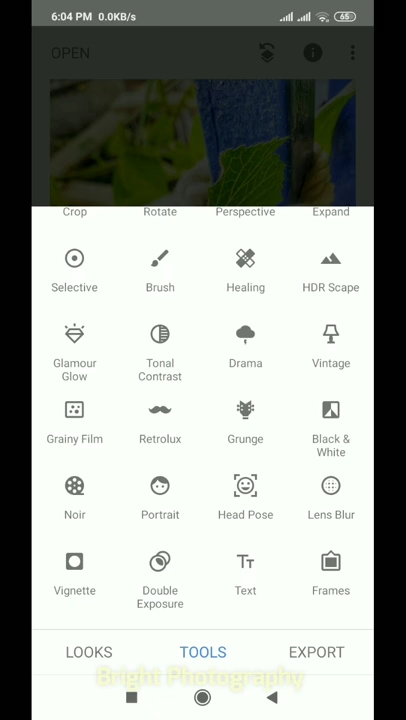 6:04 PM 0.0KB/s 65
OPEN
Crop Rotate Perspective Expand
Selective Brush Healing HDR Scape
Glamour Glow Tonal Contrast Drama Vintage
Grainy Film Retrolux Grunge Black & White
Noir Portrait Head Pose Lens Blur
Vignette Double Exposure Text Frames
LOOKS TOOLS EXPORT
Bright Photography